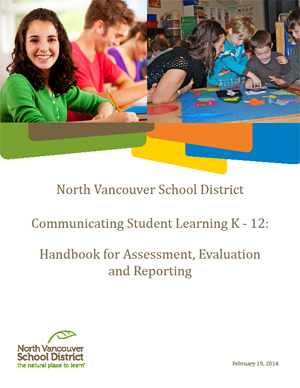 North Vancouver School District
Communicating Student Learning K - 12:
Handbook for Assessment, Evaluation
and Reporting
North Vancouver
School District
the natural place to learn
February 19, 2014